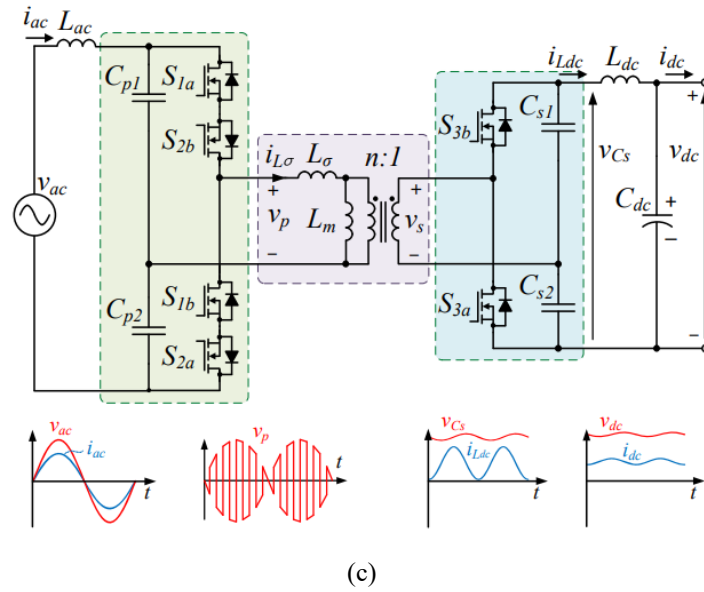 i_ac L_ac
C_p1 S_1a
S_2b
i_Lσ L_σ n:1
+ v_p − L_m + v_s −
v_ac
C_p2 S_1b
S_2a
i_Ldc L_dc i_dc
S_3b C_s1
v_Cs v_dc
C_dc + −
+ −
S_3a C_s2
v_ac i_ac t
v_p t
v_Cs i_Ldc t
v_dc i_dc t
(c)